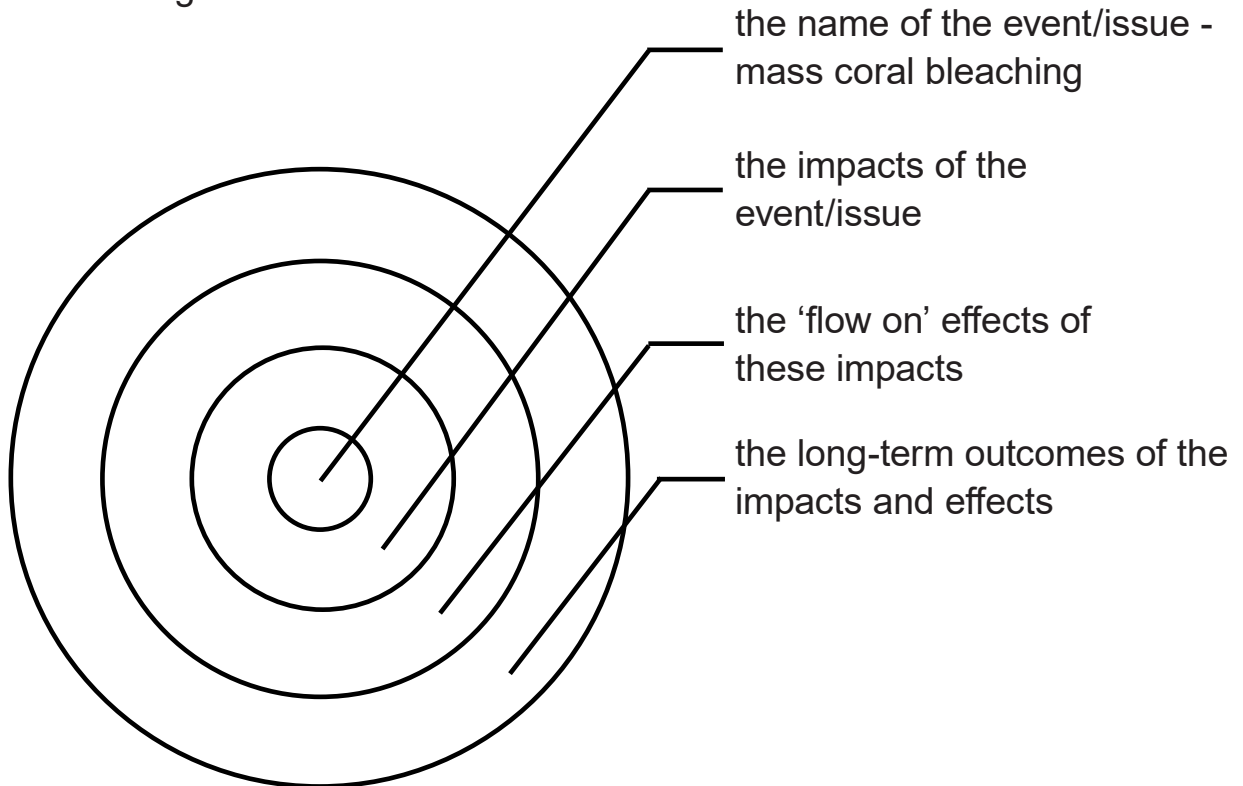 the name of the event/issue -
mass coral bleaching
the impacts of the
event/issue
the ‘flow on’ effects of
these impacts
the long-term outcomes of the
impacts and effects